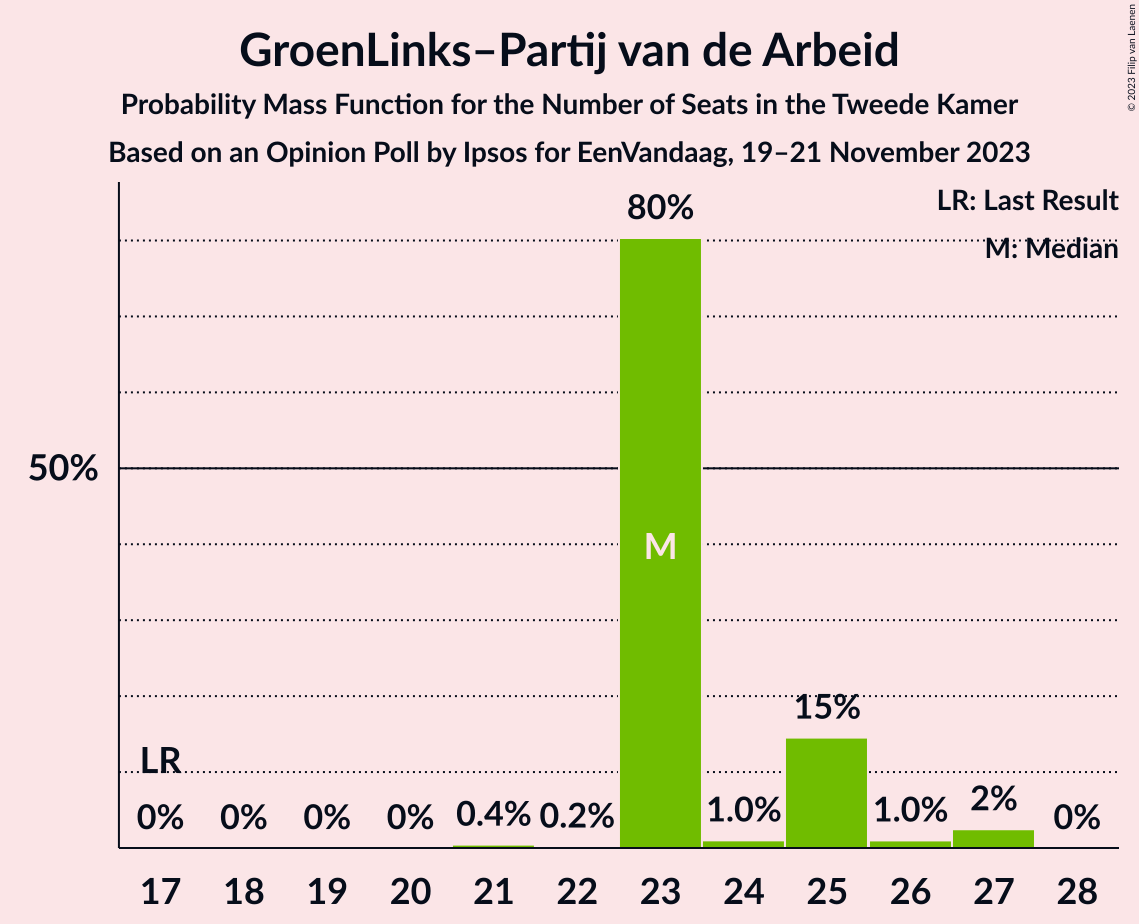 GroenLinks–Partij van de Arbeid
Probability Mass Function for the Number of Seats in the Tweede Kamer
Based on an Opinion Poll by Ipsos for EenVandaag, 19–21 November 2023
© 2023 Filip van Laenen
LR: Last Result
M: Median
80%
50%
M
15%
LR
0% 0% 0% 0% 0.4% 0.2% 1.0% 1.0% 2% 0%
17 18 19 20 21 22 23 24 25 26 27 28